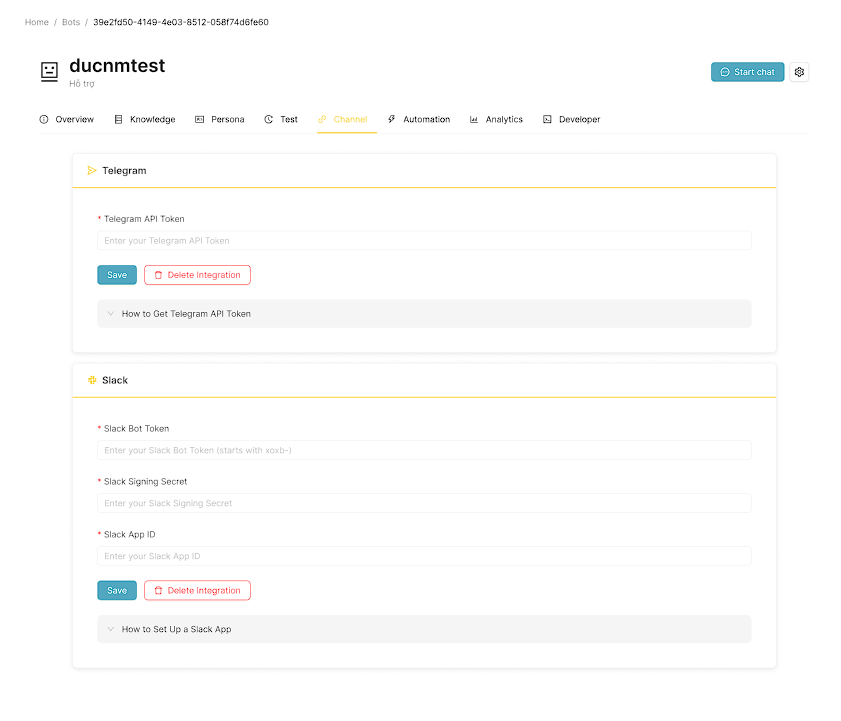 Home / Bots / 39e2fd50-4149-4e03-8512-058f74d6fe60
ducnmtest
Hỗ trợ
Start chat
Overview Knowledge Persona Test Channel Automation Analytics Developer
Telegram
* Telegram API Token
Enter your Telegram API Token
Save Delete Integration
How to Get Telegram API Token
Slack
* Slack Bot Token
Enter your Slack Bot Token (starts with xoxb-)
* Slack Signing Secret
Enter your Slack Signing Secret
* Slack App ID
Enter your Slack App ID
Save Delete Integration
How to Set Up a Slack App